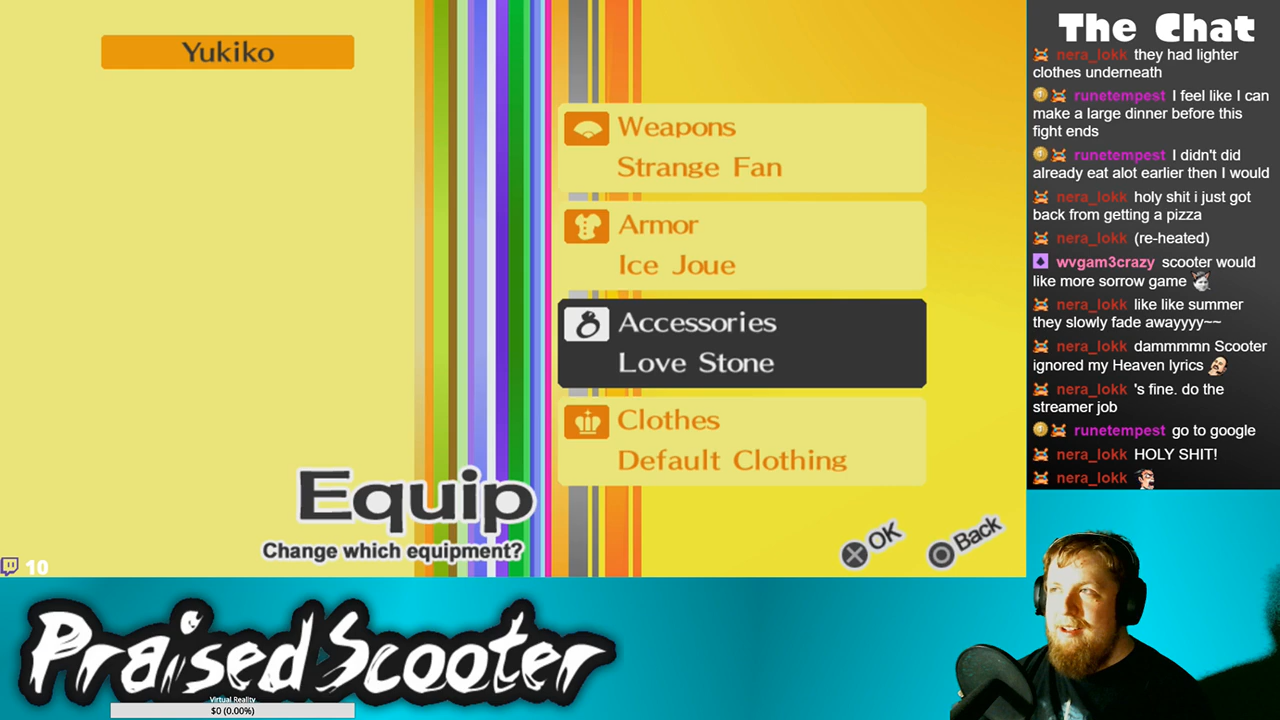 Yukiko
Weapons
Strange Fan
Armor
Ice Joue
Accessories
Love Stone
Clothes
Default Clothing
Equip
Change which equipment?
OK
Back
10
PraisedScooter
Virtual Reality
$0 (0.00%)
The Chat
nera_lokk they had lighter
clothes underneath
runetempest I feel like I can
make a large dinner before this
fight ends
runetempest I didn't did
already eat alot earlier then I would
nera_lokk holy shit i just got
back from getting a pizza
nera_lokk (re-heated)
wvgam3crazy scooter would
like more sorrow game
nera_lokk like like summer
they slowly fade awayyyy~~
nera_lokk dammmmn Scooter
ignored my Heaven lyrics
nera_lokk 's fine. do the
streamer job
runetempest go to google
nera_lokk HOLY SHIT!
nera_lokk